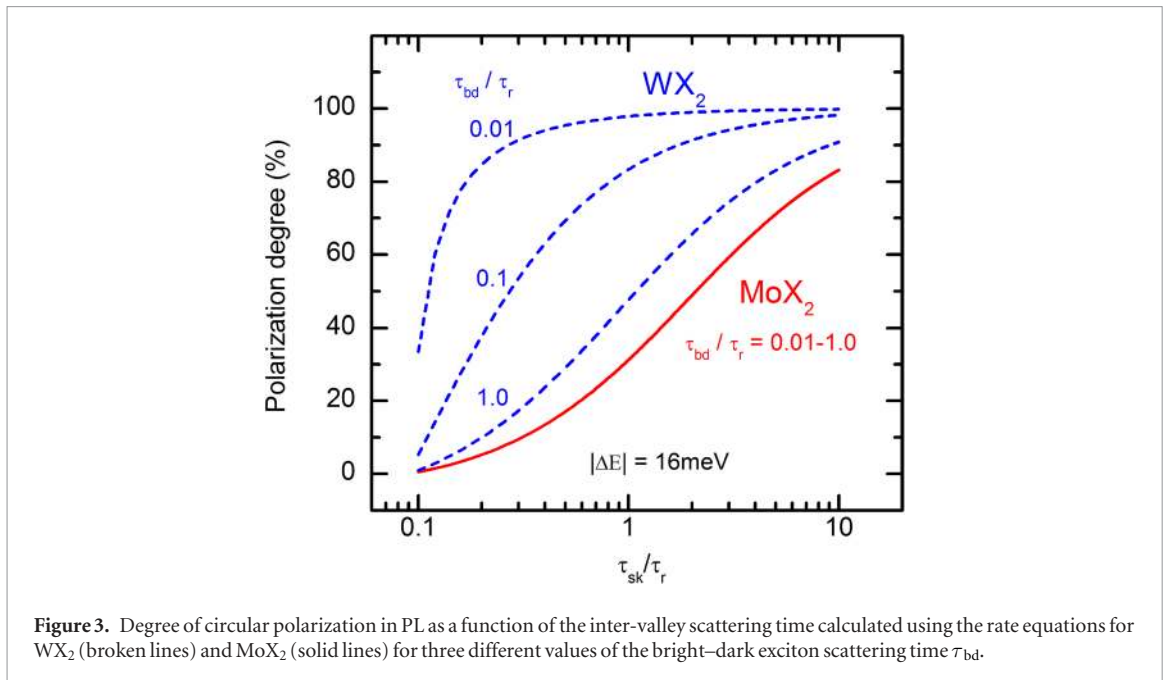 τbd / τr
WX2
0.01
0.1
1.0
MoX2
τbd / τr = 0.01-1.0
|ΔE| = 16meV
Polarization degree (%)
100
80
60
40
20
0
0.1
1
10
τsk/τr
Figure 3. Degree of circular polarization in PL as a function of the inter-valley scattering time calculated using the rate equations for
WX2 (broken lines) and MoX2 (solid lines) for three different values of the bright–dark exciton scattering time τbd.